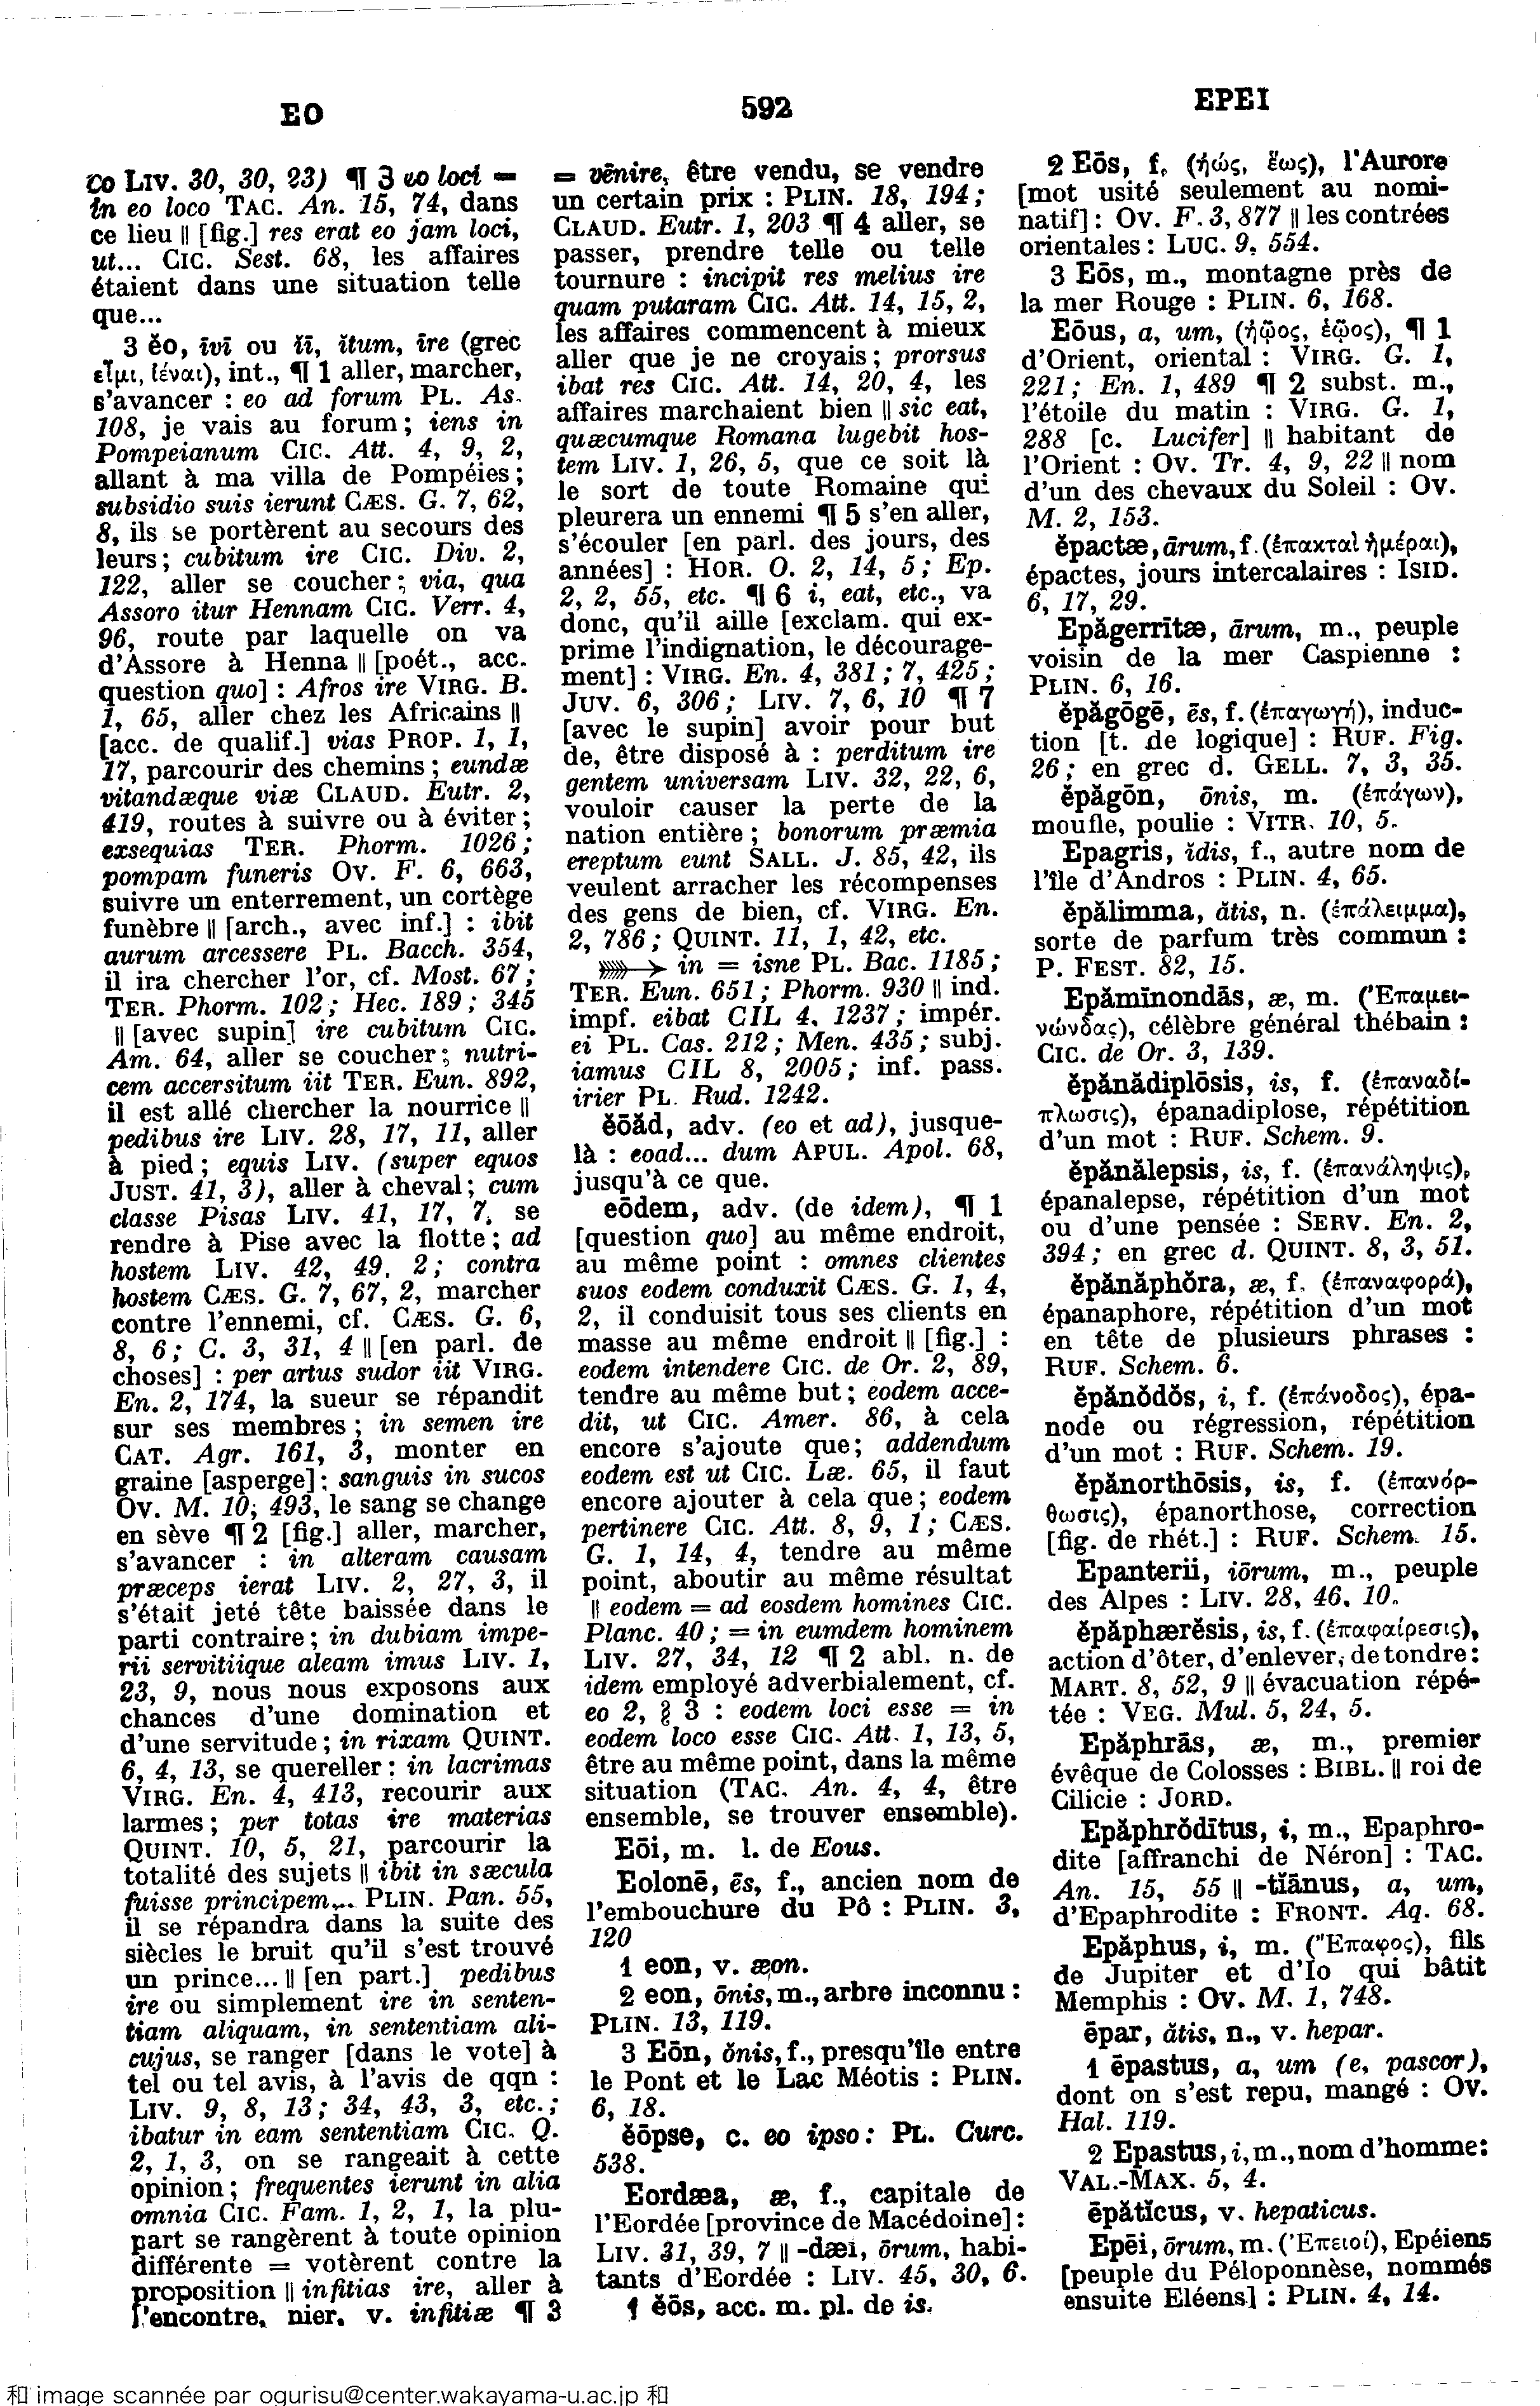 EO
592
EPEI
co LIV. 30, 30, 23) ¶ 3 eo loci =
in eo loco TAC. An. 15, 74, dans
ce lieu || [fig.] res erat eo jam loci,
ut... CIC. Sest. 68, les affaires
étaient dans une situation telle
que...
3 ĕo, īvī ou ĭī, ĭtum, īre (grec
εἶμι, ἰέναι), int., ¶ 1 aller, marcher,
s'avancer : eo ad forum PL. As.
108, je vais au forum ; iens in
Pompeianum CIC. Att. 4, 9, 2,
allant à ma villa de Pompéies ;
subsidio suis ierunt CÆS. G. 7, 62,
8, ils se portèrent au secours des
leurs ; cubitum ire CIC. Div. 2,
122, aller se coucher ; via, qua
Assoro itur Hennam CIC. Verr. 4,
96, route par laquelle on va
d'Assore à Henna || [poét., acc.
question quo] : Afros ire VIRG. B.
1, 65, aller chez les Africains ||
[acc. de qualif.] vias PROP. 1, 1,
17, parcourir des chemins ; eundæ
vitandæque viæ CLAUD. Eutr. 2,
419, routes à suivre ou à éviter ;
exsequias TER. Phorm. 1026 ;
pompam funeris OV. F. 6, 663,
suivre un enterrement, un cortège
funèbre || [arch., avec inf.] : ibit
aurum arcessere PL. Bacch. 354,
il ira chercher l'or, cf. Most. 67 ;
TER. Phorm. 102 ; Hec. 189 ; 345
|| [avec supin] ire cubitum CIC.
Am. 64, aller se coucher ; nutri-
cem accersitum iit TER. Eun. 892,
il est allé chercher la nourrice ||
pedibus ire LIV. 28, 17, 11, aller
à pied ; equis LIV. (super equos
JUST. 41, 3), aller à cheval ; cum
classe Pisas LIV. 41, 17, 7, se
rendre à Pise avec la flotte ; ad
hostem LIV. 42, 49, 2 ; contra
hostem CÆS. G. 7, 67, 2, marcher
contre l'ennemi, cf. CÆS. G. 6,
8, 6 ; C. 3, 31, 4 || [en parl. de
choses] : per artus sudor iit VIRG.
En. 2, 174, la sueur se répandit
sur ses membres ; in semen ire
CAT. Agr. 161, 3, monter en
graine [asperge] ; sanguis in sucos
OV. M. 10, 493, le sang se change
en sève ¶ 2 [fig.] aller, marcher,
s'avancer : in alteram causam
præceps ierat LIV. 2, 27, 3, il
s'était jeté tête baissée dans le
parti contraire ; in dubiam impe-
rii servitiique aleam imus LIV. 1,
23, 9, nous nous exposons aux
chances d'une domination et
d'une servitude ; in rixam QUINT.
6, 4, 13, se quereller : in lacrimas
VIRG. En. 4, 413, recourir aux
larmes ; per totas ire materias
QUINT. 10, 5, 21, parcourir la
totalité des sujets || ibit in sæcula
fuisse principem... PLIN. Pan. 55,
il se répandra dans la suite des
siècles le bruit qu'il s'est trouvé
un prince... || [en part.] pedibus
ire ou simplement ire in senten-
tiam aliquam, in sententiam ali-
cujus, se ranger [dans le vote] à
tel ou tel avis, à l'avis de qqn :
LIV. 9, 8, 13 ; 34, 43, 3, etc. ;
ibatur in eam sententiam CIC. Q.
2, 1, 3, on se rangeait à cette
opinion ; frequentes ierunt in alia
omnia CIC. Fam. 1, 2, 1, la plu-
part se rangèrent à toute opinion
différente = votèrent contre la
proposition || infitias ire, aller à
l'encontre, nier, v. infitiæ ¶ 3
= vēnire, être vendu, se vendre
un certain prix : PLIN. 18, 194 ;
CLAUD. Eutr. 1, 203 ¶ 4 aller, se
passer, prendre telle ou telle
tournure : incipit res melius ire
quam putaram CIC. Att. 14, 15, 2,
les affaires commencent à mieux
aller que je ne croyais ; prorsus
ibat res CIC. Att. 14, 20, 4, les
affaires marchaient bien || sic eat,
quæcumque Romana lugebit hos-
tem LIV. 1, 26, 5, que ce soit là
le sort de toute Romaine qui
pleurera un ennemi ¶ 5 s'en aller,
s'écouler [en parl. des jours, des
années] : HOR. O. 2, 14, 5 ; Ep.
2, 2, 55, etc. ¶ 6 i, eat, etc., va
donc, qu'il aille [exclam. qui ex-
prime l'indignation, le décourage-
ment] : VIRG. En. 4, 381 ; 7, 425 ;
JUV. 6, 306 ; LIV. 7, 6, 10 ¶ 7
[avec le supin] avoir pour but
de, être disposé à : perditum ire
gentem universam LIV. 32, 22, 6,
vouloir causer la perte de la
nation entière ; bonorum præmia
ereptum eunt SALL. J. 85, 42, ils
veulent arracher les récompenses
des gens de bien, cf. VIRG. En.
2, 786 ; QUINT. 11, 1, 42, etc.
in = isne PL. Bac. 1185 ;
TER. Eun. 651 ; Phorm. 930 || ind.
impf. eibat CIL 4, 1237 ; impér.
ei PL. Cas. 212 ; Men. 435 ; subj.
iamus CIL 8, 2005 ; inf. pass.
irier PL. Rud. 1242.
ĕōăd, adv. (eo et ad), jusque-
là : eoad... dum APUL. Apol. 68,
jusqu'à ce que.
eōdem, adv. (de idem), ¶ 1
[question quo] au même endroit,
au même point : omnes clientes
suos eodem conduxit CÆS. G. 1, 4,
2, il conduisit tous ses clients en
masse au même endroit || [fig.] :
eodem intendere CIC. de Or. 2, 89,
tendre au même but ; eodem acce-
dit, ut CIC. Amer. 86, à cela
encore s'ajoute que ; addendum
eodem est ut CIC. Læ. 65, il faut
encore ajouter à cela que ; eodem
pertinere CIC. Att. 8, 9, 1 ; CÆS.
G. 1, 14, 4, tendre au même
point, aboutir au même résultat
|| eodem = ad eosdem homines CIC.
Planc. 40 ; = in eumdem hominem
LIV. 27, 34, 12 ¶ 2 abl. n. de
idem employé adverbialement, cf.
eo 2, § 3 : eodem loci esse = in
eodem loco esse CIC. Att. 1, 13, 5,
être au même point, dans la même
situation (TAC. An. 4, 4, être
ensemble, se trouver ensemble).
Eōi, m. l. de Eous.
Eolonē, ēs, f., ancien nom de
l'embouchure du Pô : PLIN. 3,
120
1 eon, v. æon.
2 eon, ōnis, m., arbre inconnu :
PLIN. 13, 119.
3 Eōn, ŏnis, f., presqu'île entre
le Pont et le Lac Méotis : PLIN.
6, 18.
ĕōpse, c. eo ipso : PL. Curc.
538.
Eordæa, æ, f., capitale de
l'Eordée [province de Macédoine] :
LIV. 31, 39, 7 || -dæi, ōrum, habi-
tants d'Eordée : LIV. 45, 30, 6.
1 ĕōs, acc. m. pl. de is.
2 Eōs, f. (ἠώς, ἕως), l'Aurore
[mot usité seulement au nomi-
natif] : OV. F. 3, 877 || les contrées
orientales : LUC. 9, 554.
3 Eōs, m., montagne près de
la mer Rouge : PLIN. 6, 168.
Eōus, a, um, (ἠῷος, ἑῷος), ¶ 1
d'Orient, oriental : VIRG. G. 1,
221 ; En. 1, 489 ¶ 2 subst. m.,
l'étoile du matin : VIRG. G. 1,
288 [c. Lucifer] || habitant de
l'Orient : OV. Tr. 4, 9, 22 || nom
d'un des chevaux du Soleil : OV.
M. 2, 153.
ĕpactæ, ārum, f. (ἐπακταὶ ἡμέραι),
épactes, jours intercalaires : ISID.
6, 17, 29.
Epăgerrītæ, ārum, m., peuple
voisin de la mer Caspienne :
PLIN. 6, 16.
ĕpăgōgē, ēs, f. (ἐπαγωγή), induc-
tion [t. de logique] : RUF. Fig.
26 ; en grec d. GELL. 7, 3, 35.
ĕpăgōn, ōnis, m. (ἐπάγων),
moufle, poulie : VITR. 10, 5.
Epagris, ĭdis, f., autre nom de
l'île d'Andros : PLIN. 4, 65.
ĕpălimma, ătis, n. (ἐπάλειμμα),
sorte de parfum très commun :
P. FEST. 82, 15.
Epămīnondās, æ, m. (Ἐπαμει-
νώνδας), célèbre général thébain :
CIC. de Or. 3, 139.
ĕpănădiplōsis, is, f. (ἐπαναδί-
πλωσις), épanadiplose, répétition
d'un mot : RUF. Schem. 9.
ĕpănălepsis, is, f. (ἐπανάληψις),
épanalepse, répétition d'un mot
ou d'une pensée : SERV. En. 2,
394 ; en grec d. QUINT. 8, 3, 51.
ĕpănăphŏra, æ, f. (ἐπαναφορά),
épanaphore, répétition d'un mot
en tête de plusieurs phrases :
RUF. Schem. 6.
ĕpănŏdŏs, i, f. (ἐπάνοδος), épa-
node ou régression, répétition
d'un mot : RUF. Schem. 19.
ĕpănorthōsis, is, f. (ἐπανόρ-
θωσις), épanorthose, correction
[fig. de rhét.] : RUF. Schem. 15.
Epanterii, iōrum, m., peuple
des Alpes : LIV. 28, 46, 10.
ĕpăphærĕsis, is, f. (ἐπαφαίρεσις),
action d'ôter, d'enlever, de tondre :
MART. 8, 52, 9 || évacuation répé-
tée : VEG. Mul. 5, 24, 5.
Epăphrās, æ, m., premier
évêque de Colosses : BIBL. || roi de
Cilicie : JORD.
Epăphrŏdītus, i, m., Epaphro-
dite [affranchi de Néron] : TAC.
An. 15, 55 || -tĭānus, a, um,
d'Epaphrodite : FRONT. Aq. 68.
Epăphus, i, m. (Ἔπαφος), fils
de Jupiter et d'Io qui bâtit
Memphis : OV. M. 1, 748.
ēpar, ătis, n., v. hepar.
1 ēpastus, a, um (e, pascor),
dont on s'est repu, mangé : OV.
Hal. 119.
2 Epastus, i, m., nom d'homme :
VAL.-MAX. 5, 4.
ēpătĭcus, v. hepaticus.
Epēi, ōrum, m. (Ἐπειοί), Epéiens
[peuple du Péloponnèse, nommés
ensuite Eléens] : PLIN. 4, 14.
和 image scannée par ogurisu@center.wakayama-u.ac.jp 和